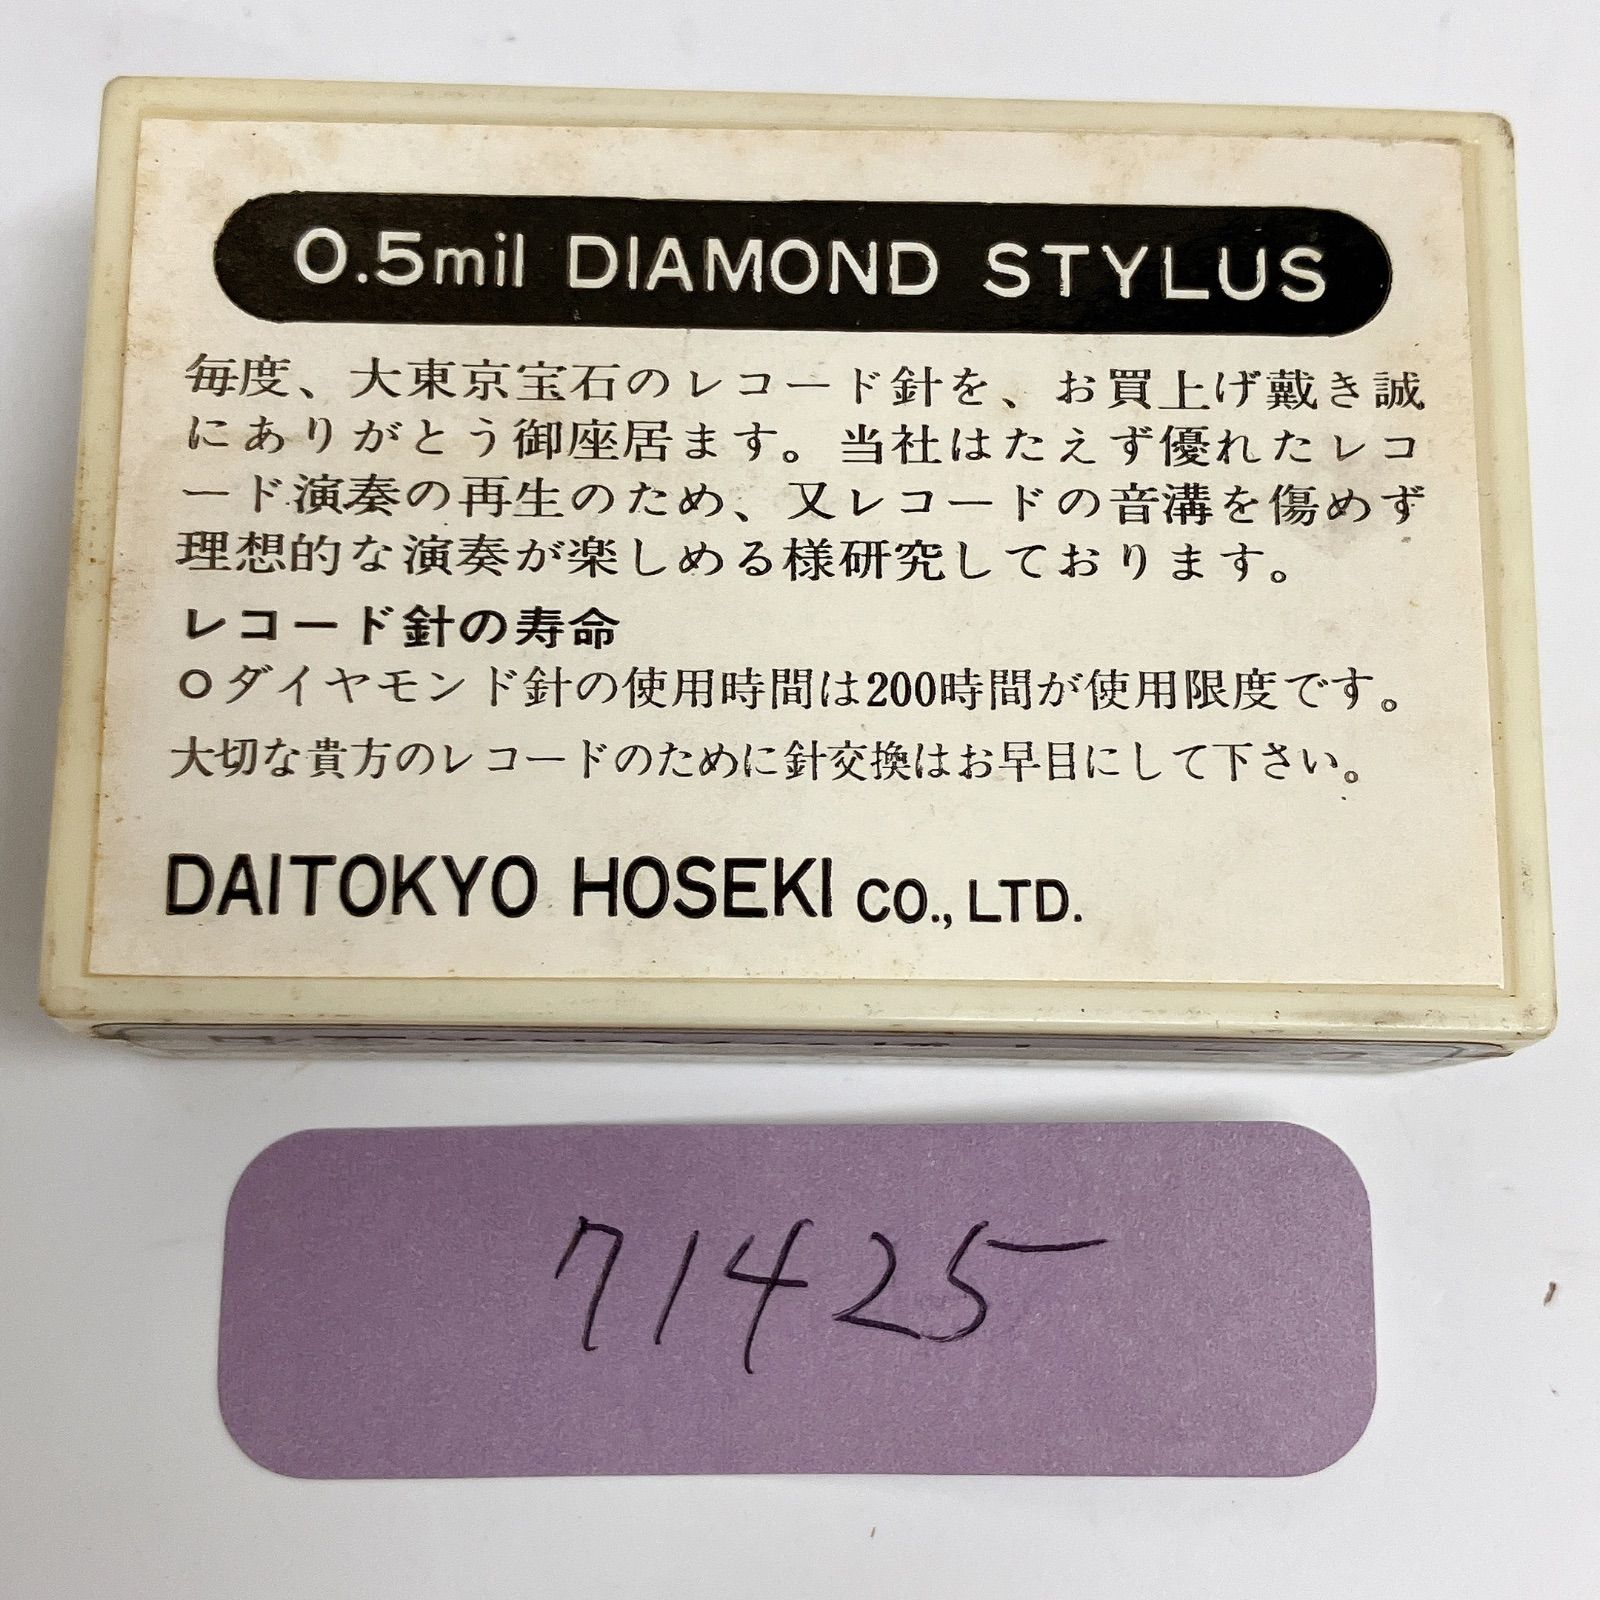 0.5mil DIAMOND STYLUS
毎度、大東京宝石のレコード針を、お買上げ戴き誠
にありがとう御座居ます。当社はたえず優れたレコ
ード演奏の再生のため、又レコードの音溝を傷めず
理想的な演奏が楽しめる様研究しております。
レコード針の寿命
○ダイヤモンド針の使用時間は200時間が使用限度です。
大切な貴方のレコードのために針交換はお早目にして下さい。
DAITOKYO HOSEKI CO., LTD.
71425